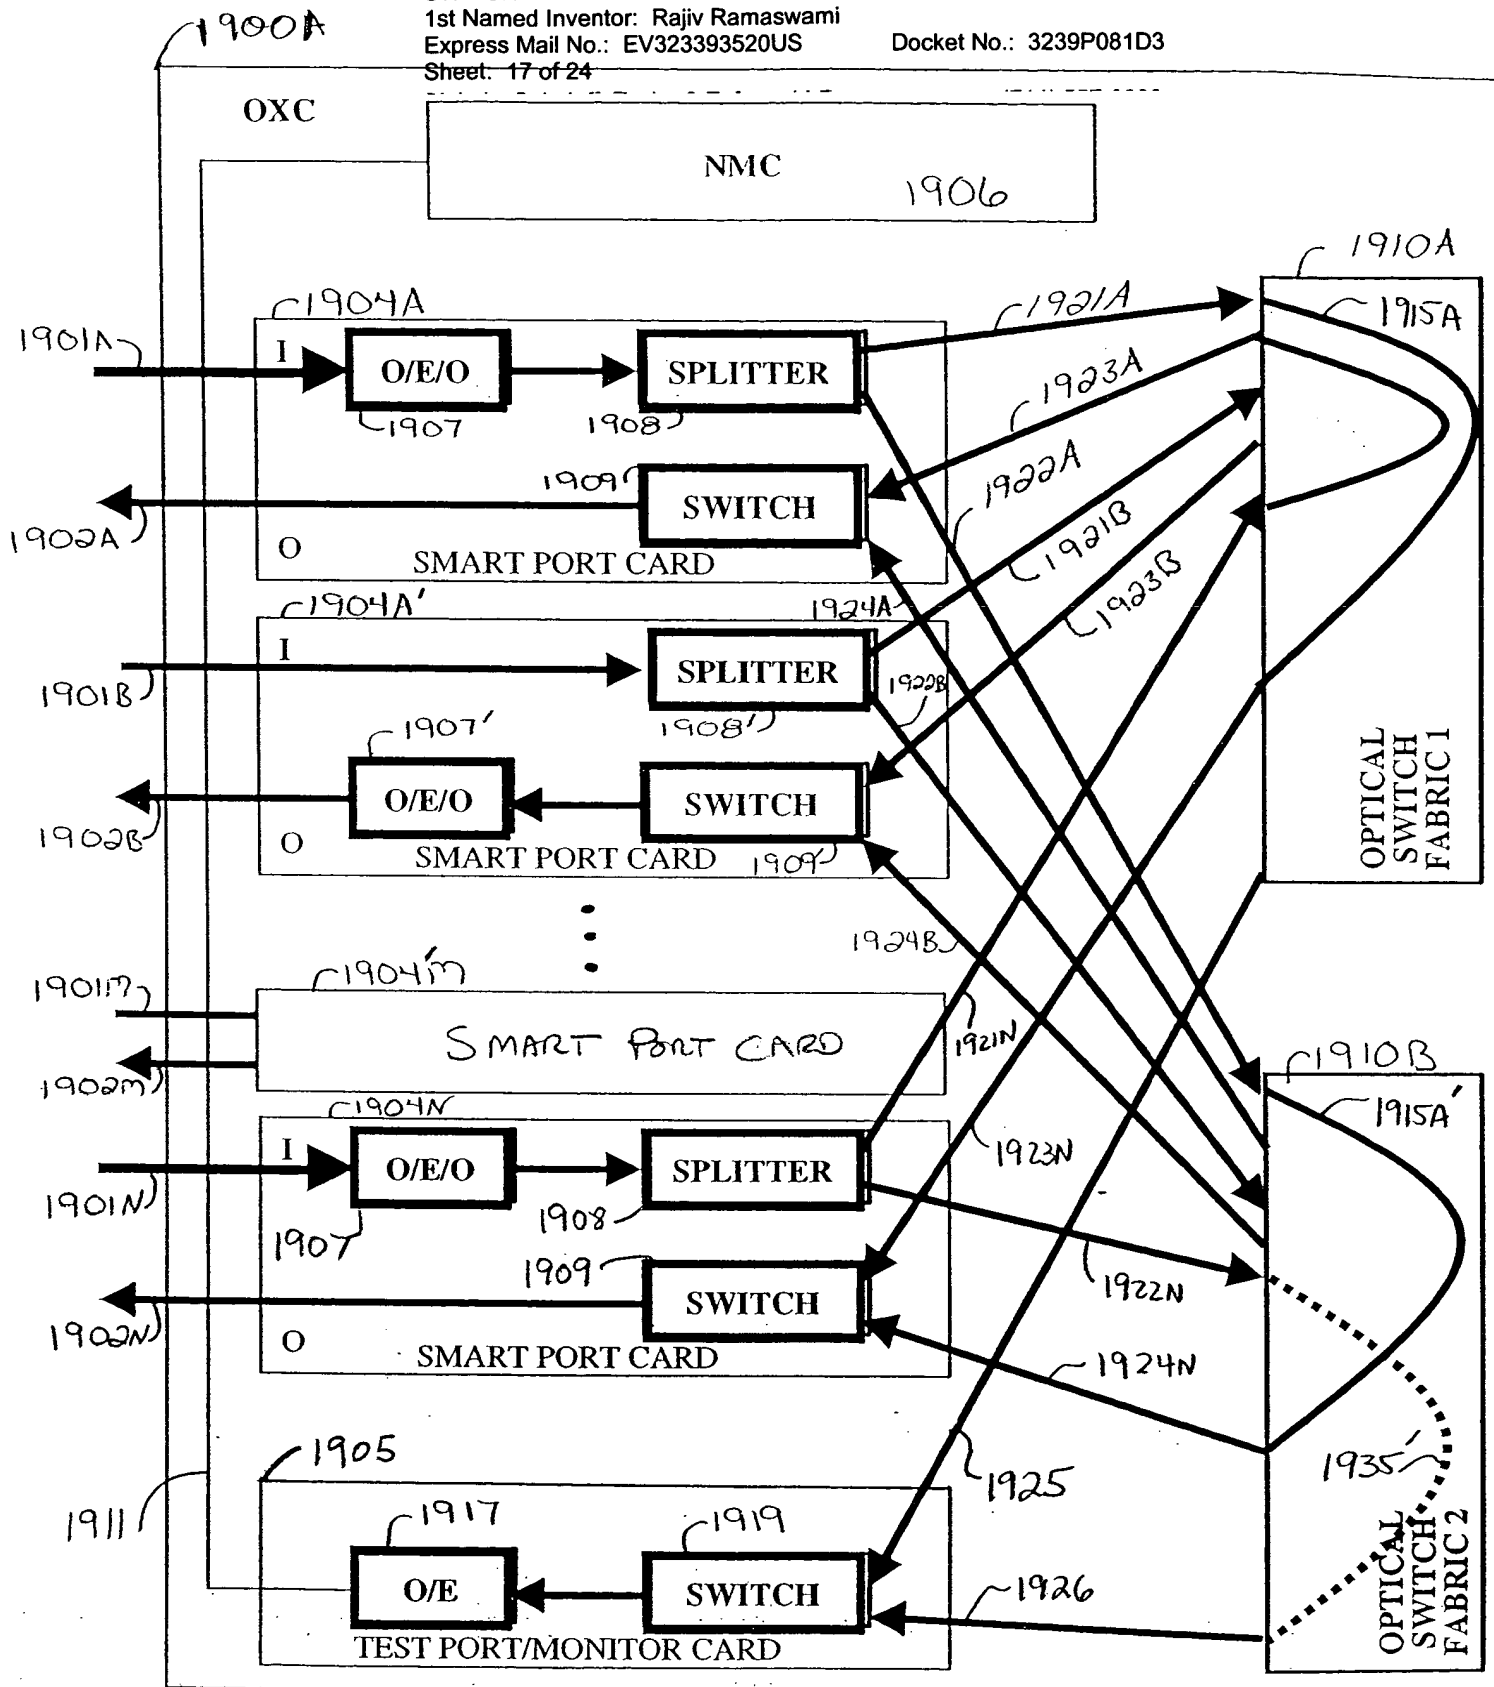 1900A
1st Named Inventor: Rajiv Ramaswami
Express Mail No.: EV323393520US Docket No.: 3239P081D3
Sheet: 17 of 24
OXC
NMC
1906
1910A
1904A
1921A
1915A
1901A
I
O/E/O
SPLITTER
1923A
1907
1908
1922A
1909
SWITCH
1902A
O
SMART PORT CARD
1921B
1923B
1904A'
1924A
I
SPLITTER
1922B
1901B
1908'
1907'
O/E/O
SWITCH
1902B
O
SMART PORT CARD
1909'
OPTICAL
SWITCH
FABRIC 1
1924B
1904'M
1901M
SMART PORT CARD
1921N
1902M
1910B
1904N
1915A'
I
O/E/O
SPLITTER
1923N
1901N
1907
1908
1909
SWITCH
1922N
1902N
O
SMART PORT CARD
1924N
1935'
1905
1925
1911
1917
1919
O/E
SWITCH
1926
TEST PORT/MONITOR CARD
OPTICAL
SWITCH
FABRIC 2